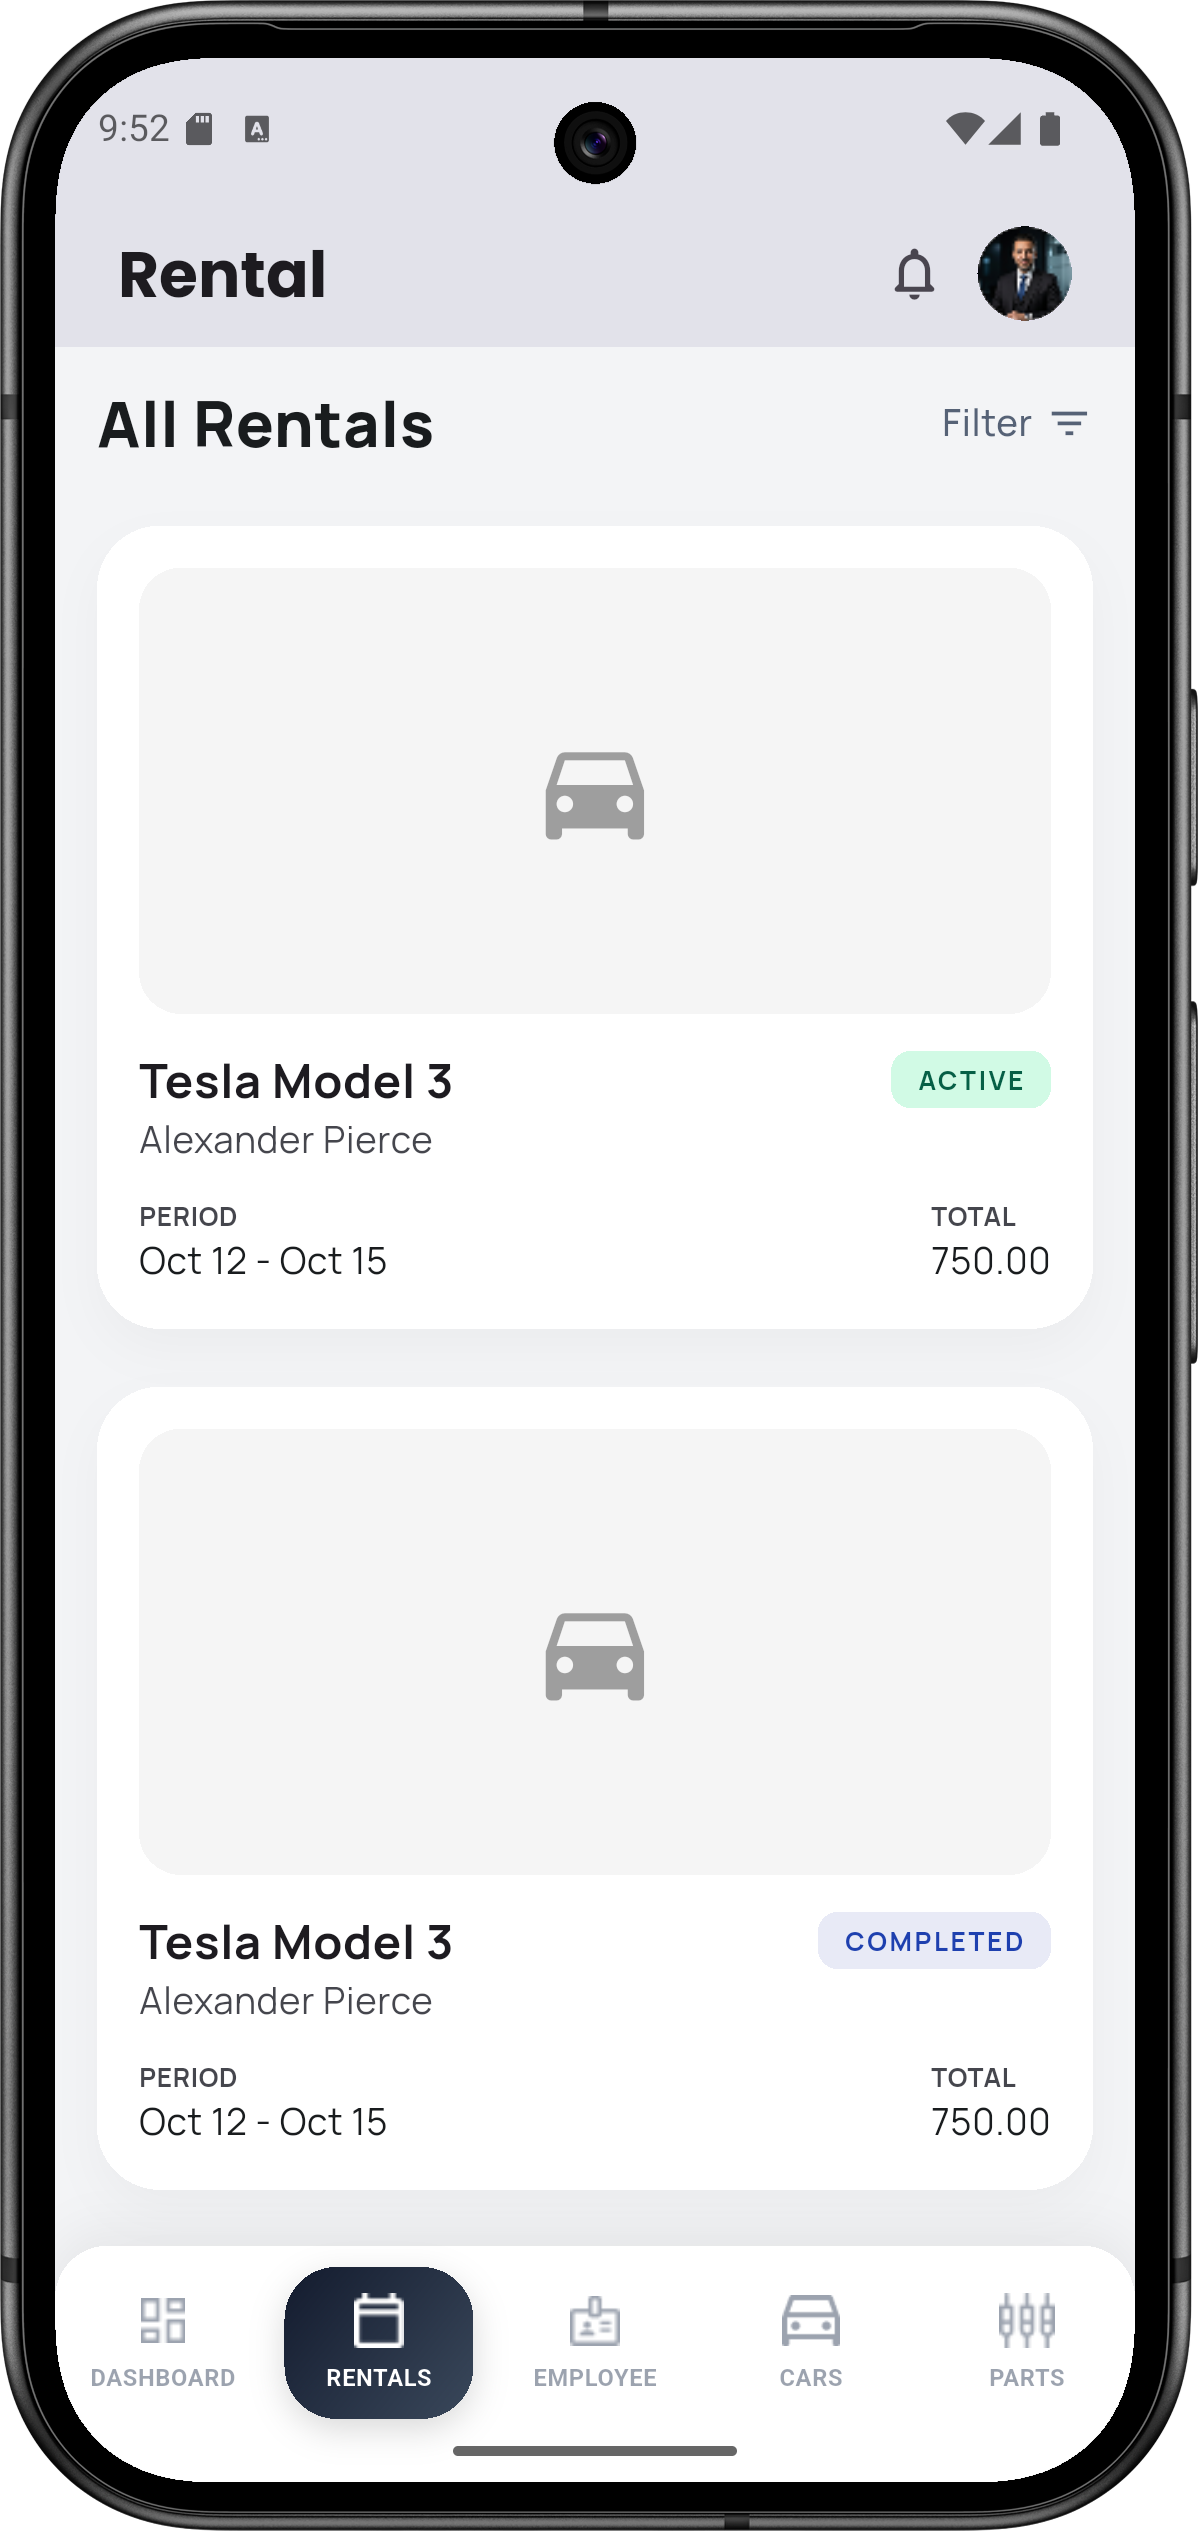 9:52
Rental
All Rentals
Filter
Tesla Model 3
ACTIVE
Alexander Pierce
PERIOD
TOTAL
Oct 12 - Oct 15
750.00
Tesla Model 3
COMPLETED
Alexander Pierce
PERIOD
TOTAL
Oct 12 - Oct 15
750.00
DASHBOARD
RENTALS
EMPLOYEE
CARS
PARTS